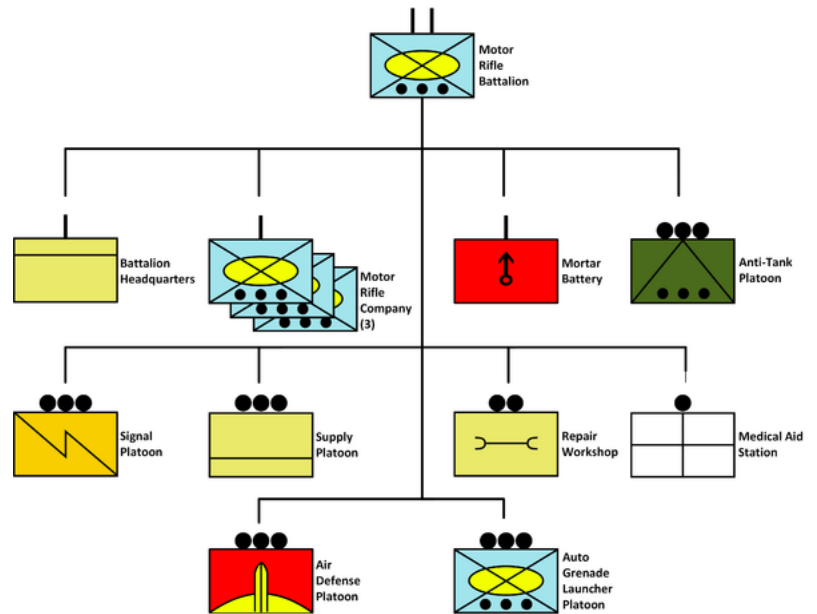 Motor
Rifle
Battalion
Battalion
Headquarters
Motor
Rifle
Company
(3)
Mortar
Battery
Anti-Tank
Platoon
Signal
Platoon
Supply
Platoon
Repair
Workshop
Medical Aid
Station
Air
Defense
Platoon
Auto
Grenade
Launcher
Platoon